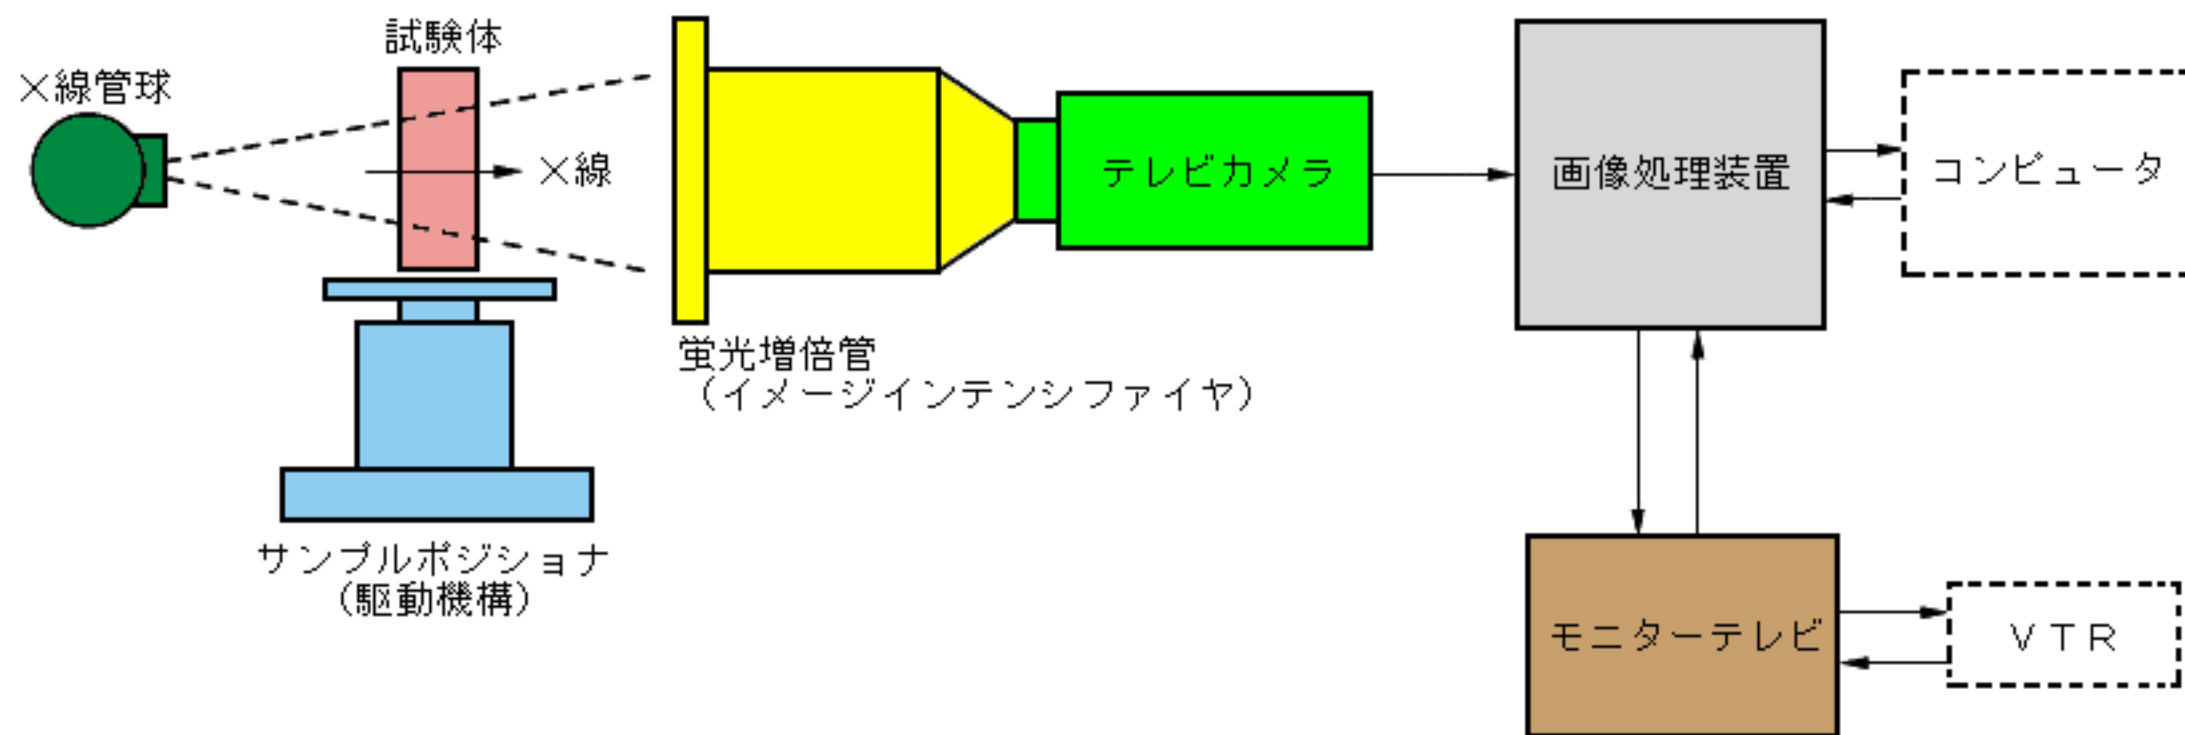 試験体
X線管球
X線
テレビカメラ
画像処理装置
コンピュータ
蛍光増倍管
（イメージインテンシファイヤ）
サンプルポジショナ
（駆動機構）
モニターテレビ
ＶＴＲ